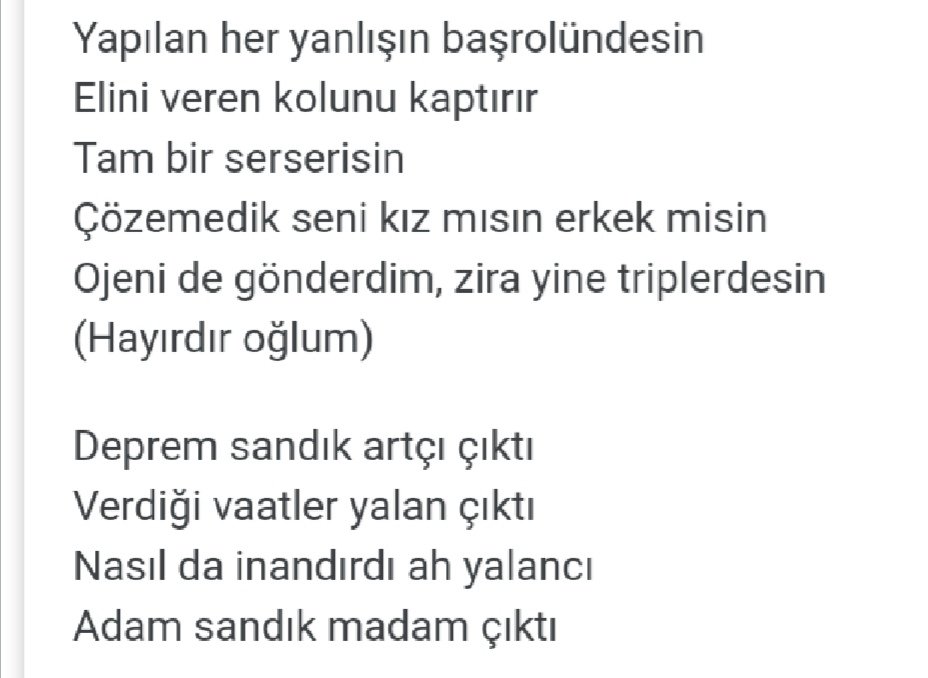 Yapılan her yanlışın başrolündesin
Elini veren kolunu kaptırır
Tam bir serserisin
Çözemedik seni kız mısın erkek misin
Ojeni de gönderdim, zira yine triplerdesin
(Hayırdır oğlum)
Deprem sandık artçı çıktı
Verdiği vaatler yalan çıktı
Nasıl da inandırdı ah yalancı
Adam sandık madam çıktı